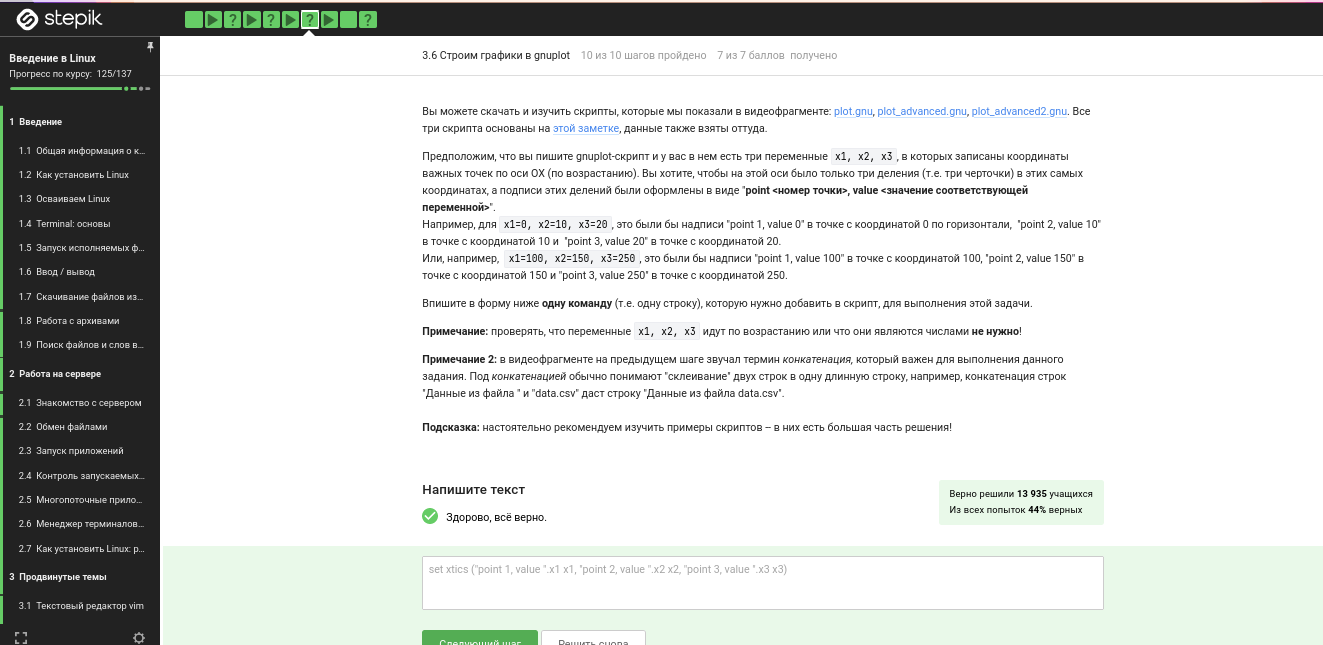 stepik
Введение в Linux
Прогресс по курсу: 125/137
1 Введение
1.1 Общая информация о к...
1.2 Как установить Linux
1.3 Осваиваем Linux
1.4 Terminal: основы
1.5 Запуск исполняемых ф...
1.6 Ввод / вывод
1.7 Скачивание файлов из...
1.8 Работа с архивами
1.9 Поиск файлов и слов в...
2 Работа на сервере
2.1 Знакомство с сервером
2.2 Обмен файлами
2.3 Запуск приложений
2.4 Контроль запускаемых...
2.5 Многопоточные прило...
2.6 Менеджер терминалов...
2.7 Как установить Linux: р...
3 Продвинутые темы
3.1 Текстовый редактор vim
3.6 Строим графики в gnuplot 10 из 10 шагов пройдено 7 из 7 баллов получено
Вы можете скачать и изучить скрипты, которые мы показали в видеофрагменте: plot.gnu, plot_advanced.gnu, plot_advanced2.gnu. Все
три скрипта основаны на этой заметке, данные также взяты оттуда.
Предположим, что вы пишите gnuplot-скрипт и у вас в нем есть три переменные x1, x2, x3, в которых записаны координаты
важных точек по оси OX (по возрастанию). Вы хотите, чтобы на этой оси было только три деления (т.е. три черточки) в этих самых
координатах, а подписи этих делений были оформлены в виде "point <номер точки>, value <значение соответствующей
переменной>".
Например, для x1=0, x2=10, x3=20, это были бы надписи "point 1, value 0" в точке с координатой 0 по горизонтали, "point 2, value 10"
в точке с координатой 10 и "point 3, value 20" в точке с координатой 20.
Или, например, x1=100, x2=150, x3=250, это были бы надписи "point 1, value 100" в точке с координатой 100, "point 2, value 150" в
точке с координатой 150 и "point 3, value 250" в точке с координатой 250.
Впишите в форму ниже одну команду (т.е. одну строку), которую нужно добавить в скрипт, для выполнения этой задачи.
Примечание: проверять, что переменные x1, x2, x3 идут по возрастанию или что они являются числами не нужно!
Примечание 2: в видеофрагменте на предыдущем шаге звучал термин конкатенация, который важен для выполнения данного
задания. Под конкатенацией обычно понимают "склеивание" двух строк в одну длинную строку, например, конкатенация строк
"Данные из файла " и "data.csv" даст строку "Данные из файла data.csv".
Подсказка: настоятельно рекомендуем изучить примеры скриптов – в них есть большая часть решения!
Напишите текст
Здорово, всё верно.
Верно решили 13 935 учащихся
Из всех попыток 44% верных
set xtics ("point 1, value ".x1 x1, "point 2, value ".x2 x2, "point 3, value ".x3 x3)
Следующий шаг Решить снова